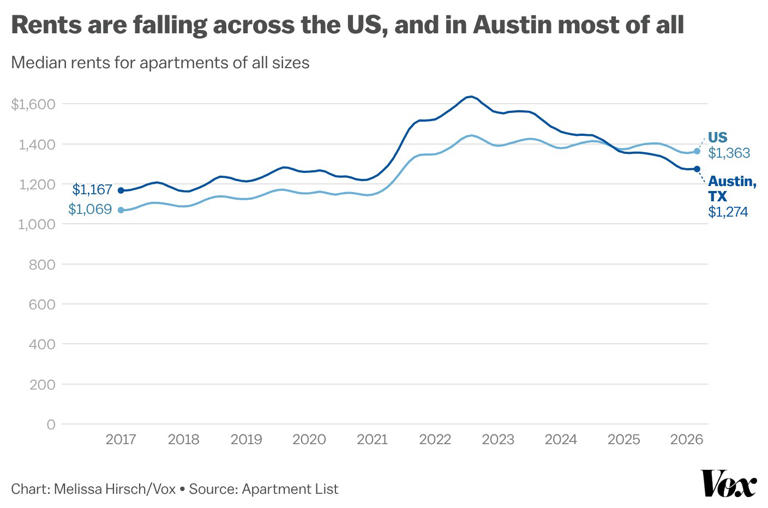 Rents are falling across the US, and in Austin most of all
Median rents for apartments of all sizes
$1,600
1,400
1,200
1,000
800
600
400
200
0
$1,167
$1,069
US
$1,363
Austin,
TX
$1,274
2017 2018 2019 2020 2021 2022 2023 2024 2025 2026
Chart: Melissa Hirsch/Vox • Source: Apartment List
Vox